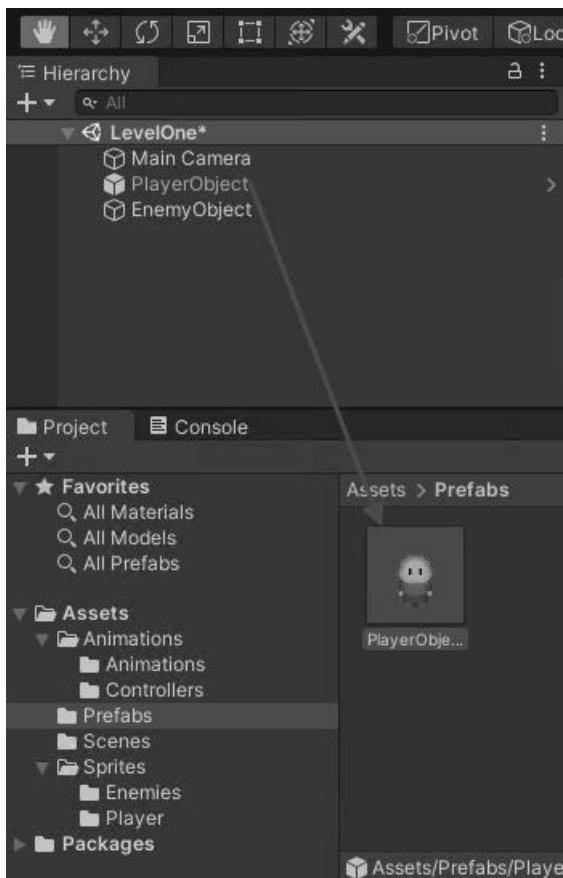 Pivot Loc
Hierarchy
All
LevelOne*
Main Camera
PlayerObject
EnemyObject
Project Console
Favorites
All Materials
All Models
All Prefabs
Assets
Animations
Animations
Controllers
Prefabs
Scenes
Sprites
Enemies
Player
Packages
Assets > Prefabs
PlayerObje...
Assets/Prefabs/Playe